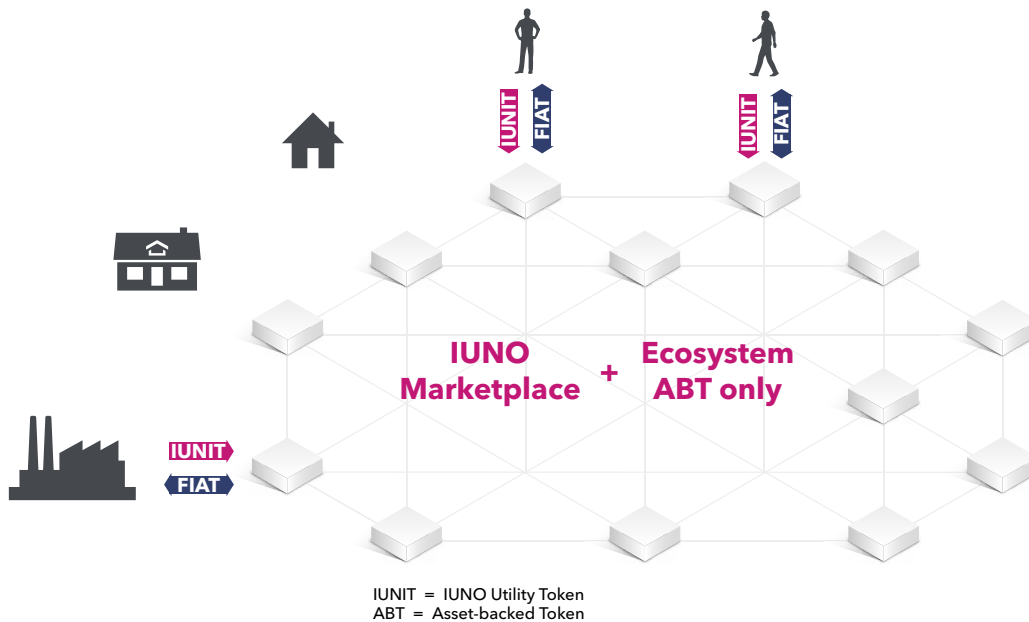 IUNIT
FIAT
IUNIT
FIAT
IUNO
Marketplace
+
Ecosystem
ABT only
IUNIT
FIAT
IUNIT = IUNO Utility Token
ABT = Asset-backed Token